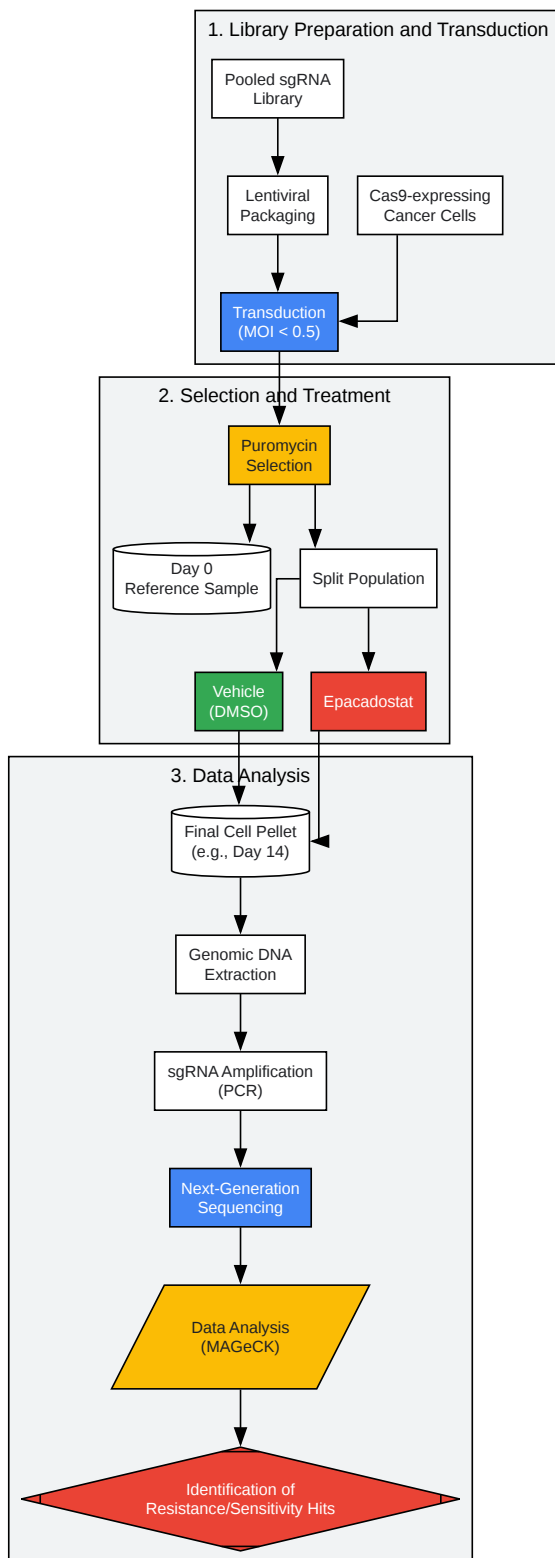 1. Library Preparation and Transduction
Pooled sgRNA
Library
Lentiviral
Packaging
Cas9-expressing
Cancer Cells
Transduction
(MOI < 0.5)
2. Selection and Treatment
Puromycin
Selection
Day 0
Reference Sample
Split Population
Vehicle
(DMSO)
Epacadostat
3. Data Analysis
Final Cell Pellet
(e.g., Day 14)
Genomic DNA
Extraction
sgRNA Amplification
(PCR)
Next-Generation
Sequencing
Data Analysis
(MAGeCK)
Identification of
Resistance/Sensitivity Hits